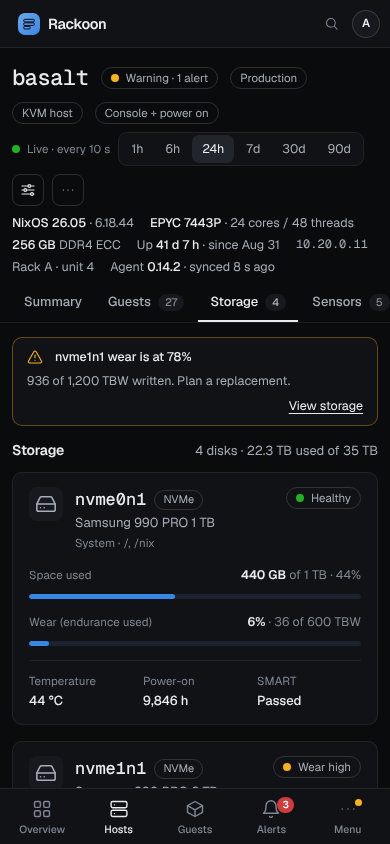 Rackoon
A
basalt
Warning · 1 alert
Production
KVM host
Console + power on
Live · every 10 s
1h 6h 24h 7d 30d 90d
NixOS 26.05 · 6.18.44 EPYC 7443P · 24 cores / 48 threads
256 GB DDR4 ECC Up 41 d 7 h · since Aug 31 10.20.0.11
Rack A · unit 4 Agent 0.14.2 · synced 8 s ago
Summary Guests 27 Storage 4 Sensors 5
nvme1n1 wear is at 78%
936 of 1,200 TBW written. Plan a replacement.
View storage
Storage 4 disks · 22.3 TB used of 35 TB
nvme0n1 NVMe Healthy
Samsung 990 PRO 1 TB
System · /, /nix
Space used 440 GB of 1 TB · 44%
Wear (endurance used) 6% · 36 of 600 TBW
Temperature Power-on SMART
44 °C 9,846 h Passed
nvme1n1 NVMe Wear high
3
Overview Hosts Guests Alerts Menu